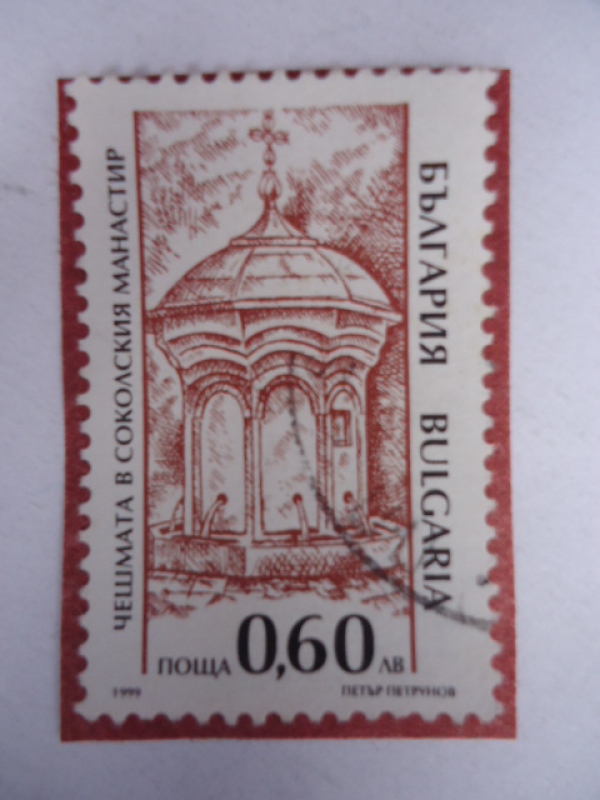 ЧЕШМАТА В СОКОЛСКИЯ МАНАСТИР
БЪЛГАРИЯ BULGARIA
ПОЩА 0,60 ЛВ
1999 ПЕТЪР ПЕТРУНОВ